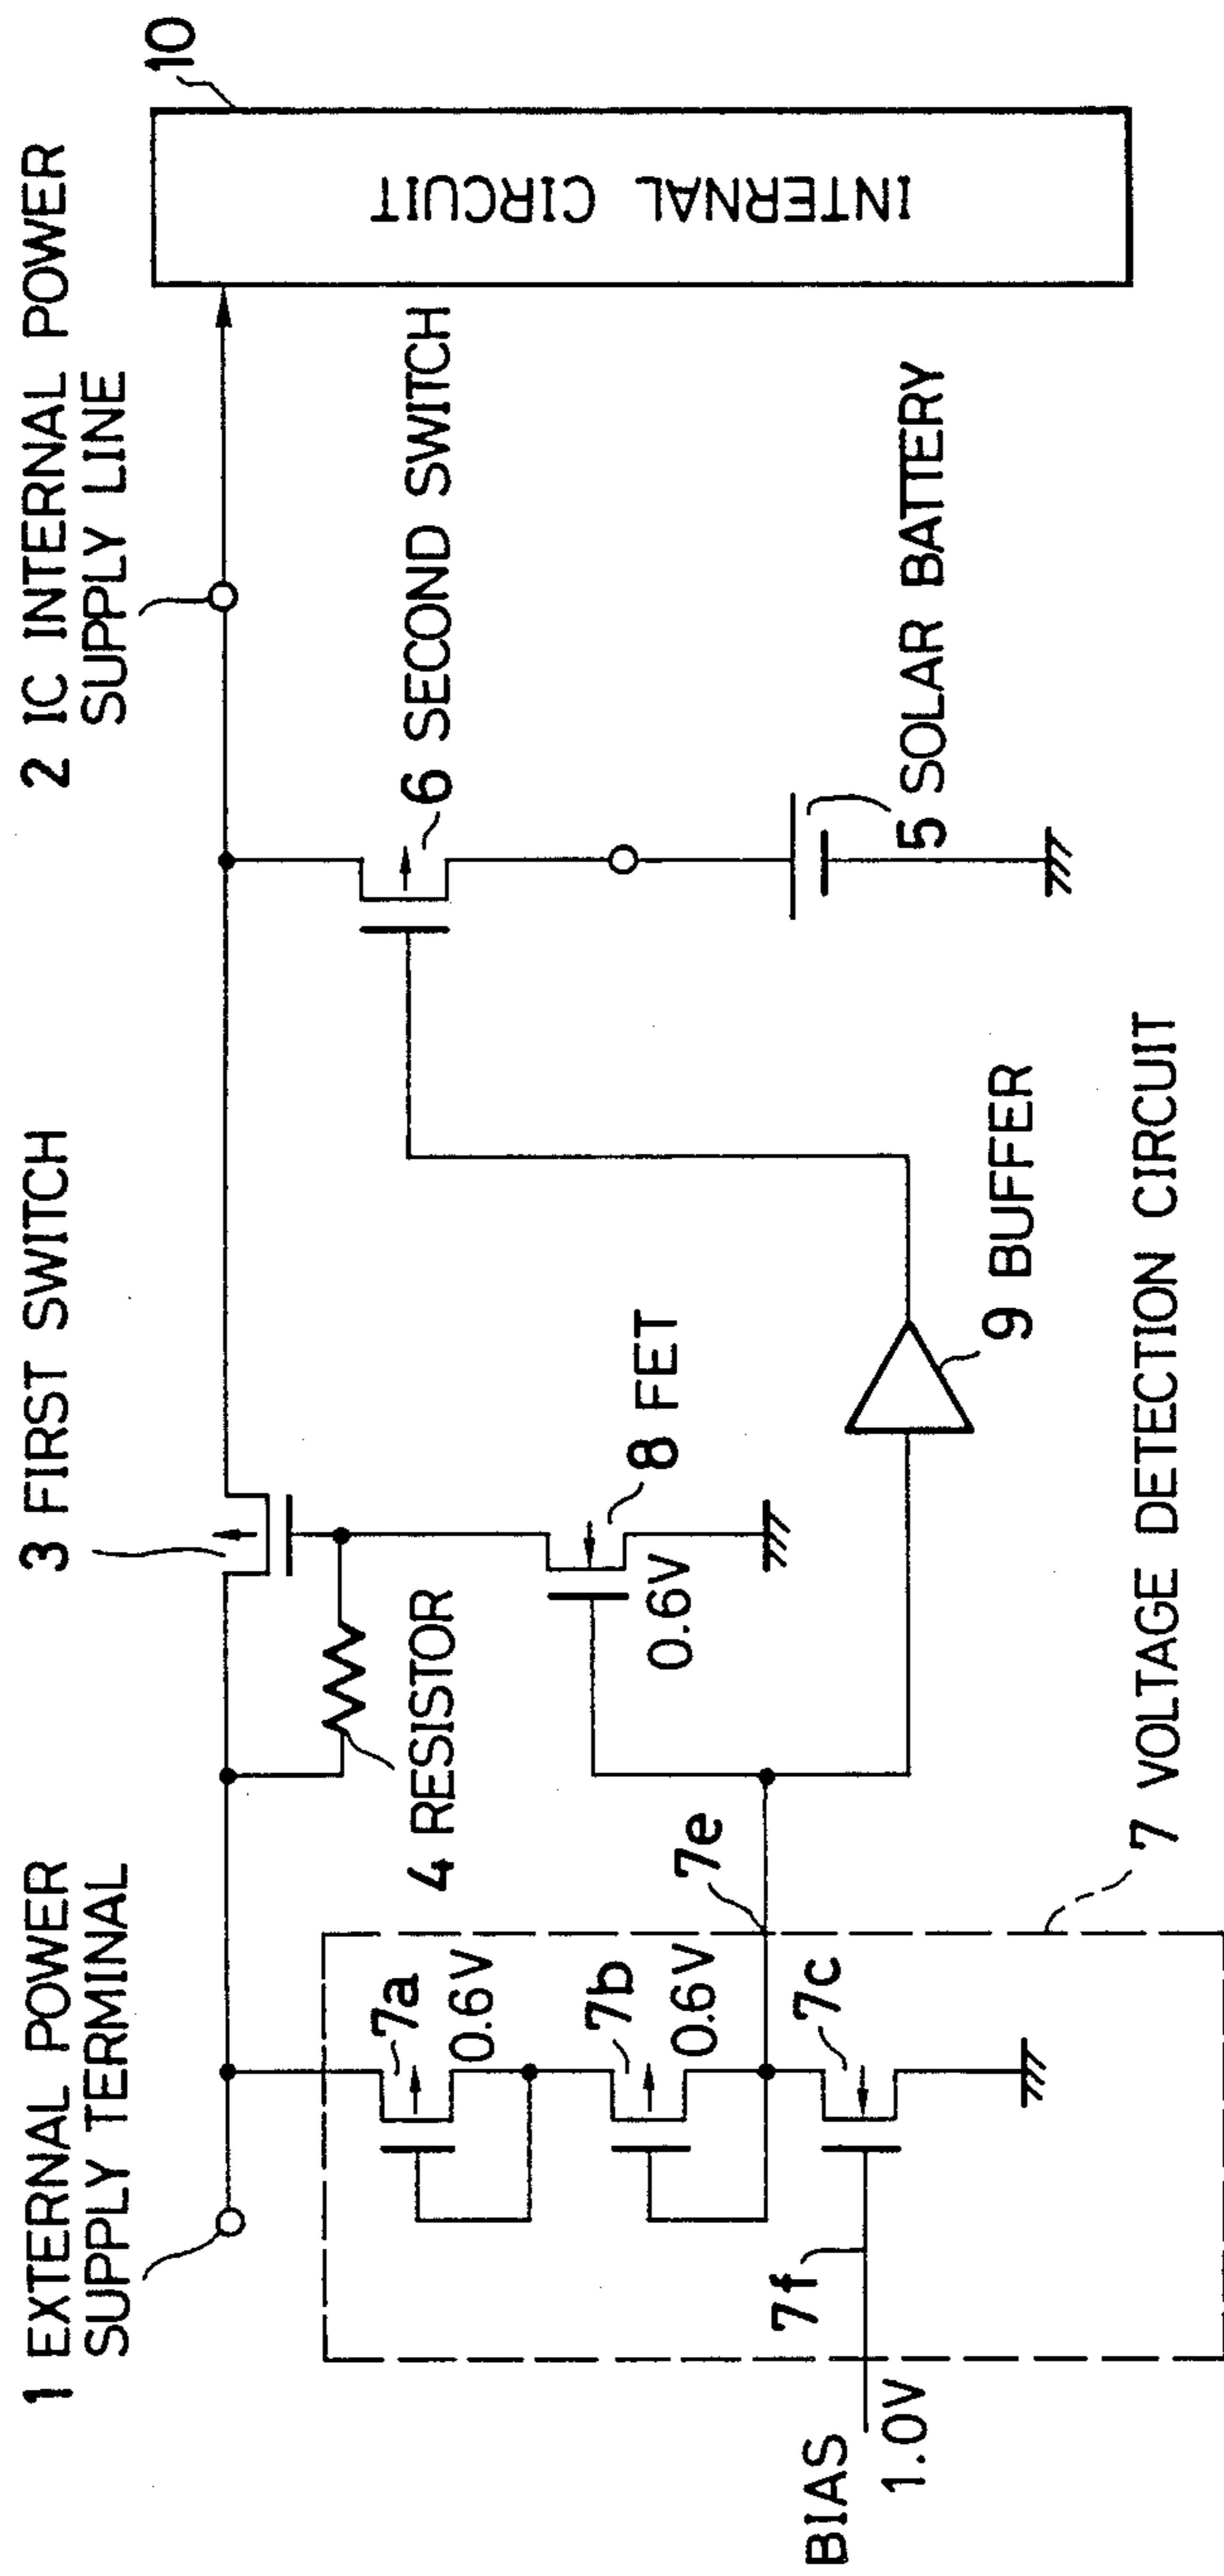 1 EXTERNAL POWER
SUPPLY TERMINAL
3 FIRST SWITCH
2 IC INTERNAL POWER
SUPPLY LINE
10
INTERNAL CIRCUIT
7a
0.6V
4 RESISTOR
6 SECOND SWITCH
7b
0.6V
7e
8 FET
0.6V
7f
7c
BIAS
1.0V
9 BUFFER
5 SOLAR BATTERY
7 VOLTAGE DETECTION CIRCUIT